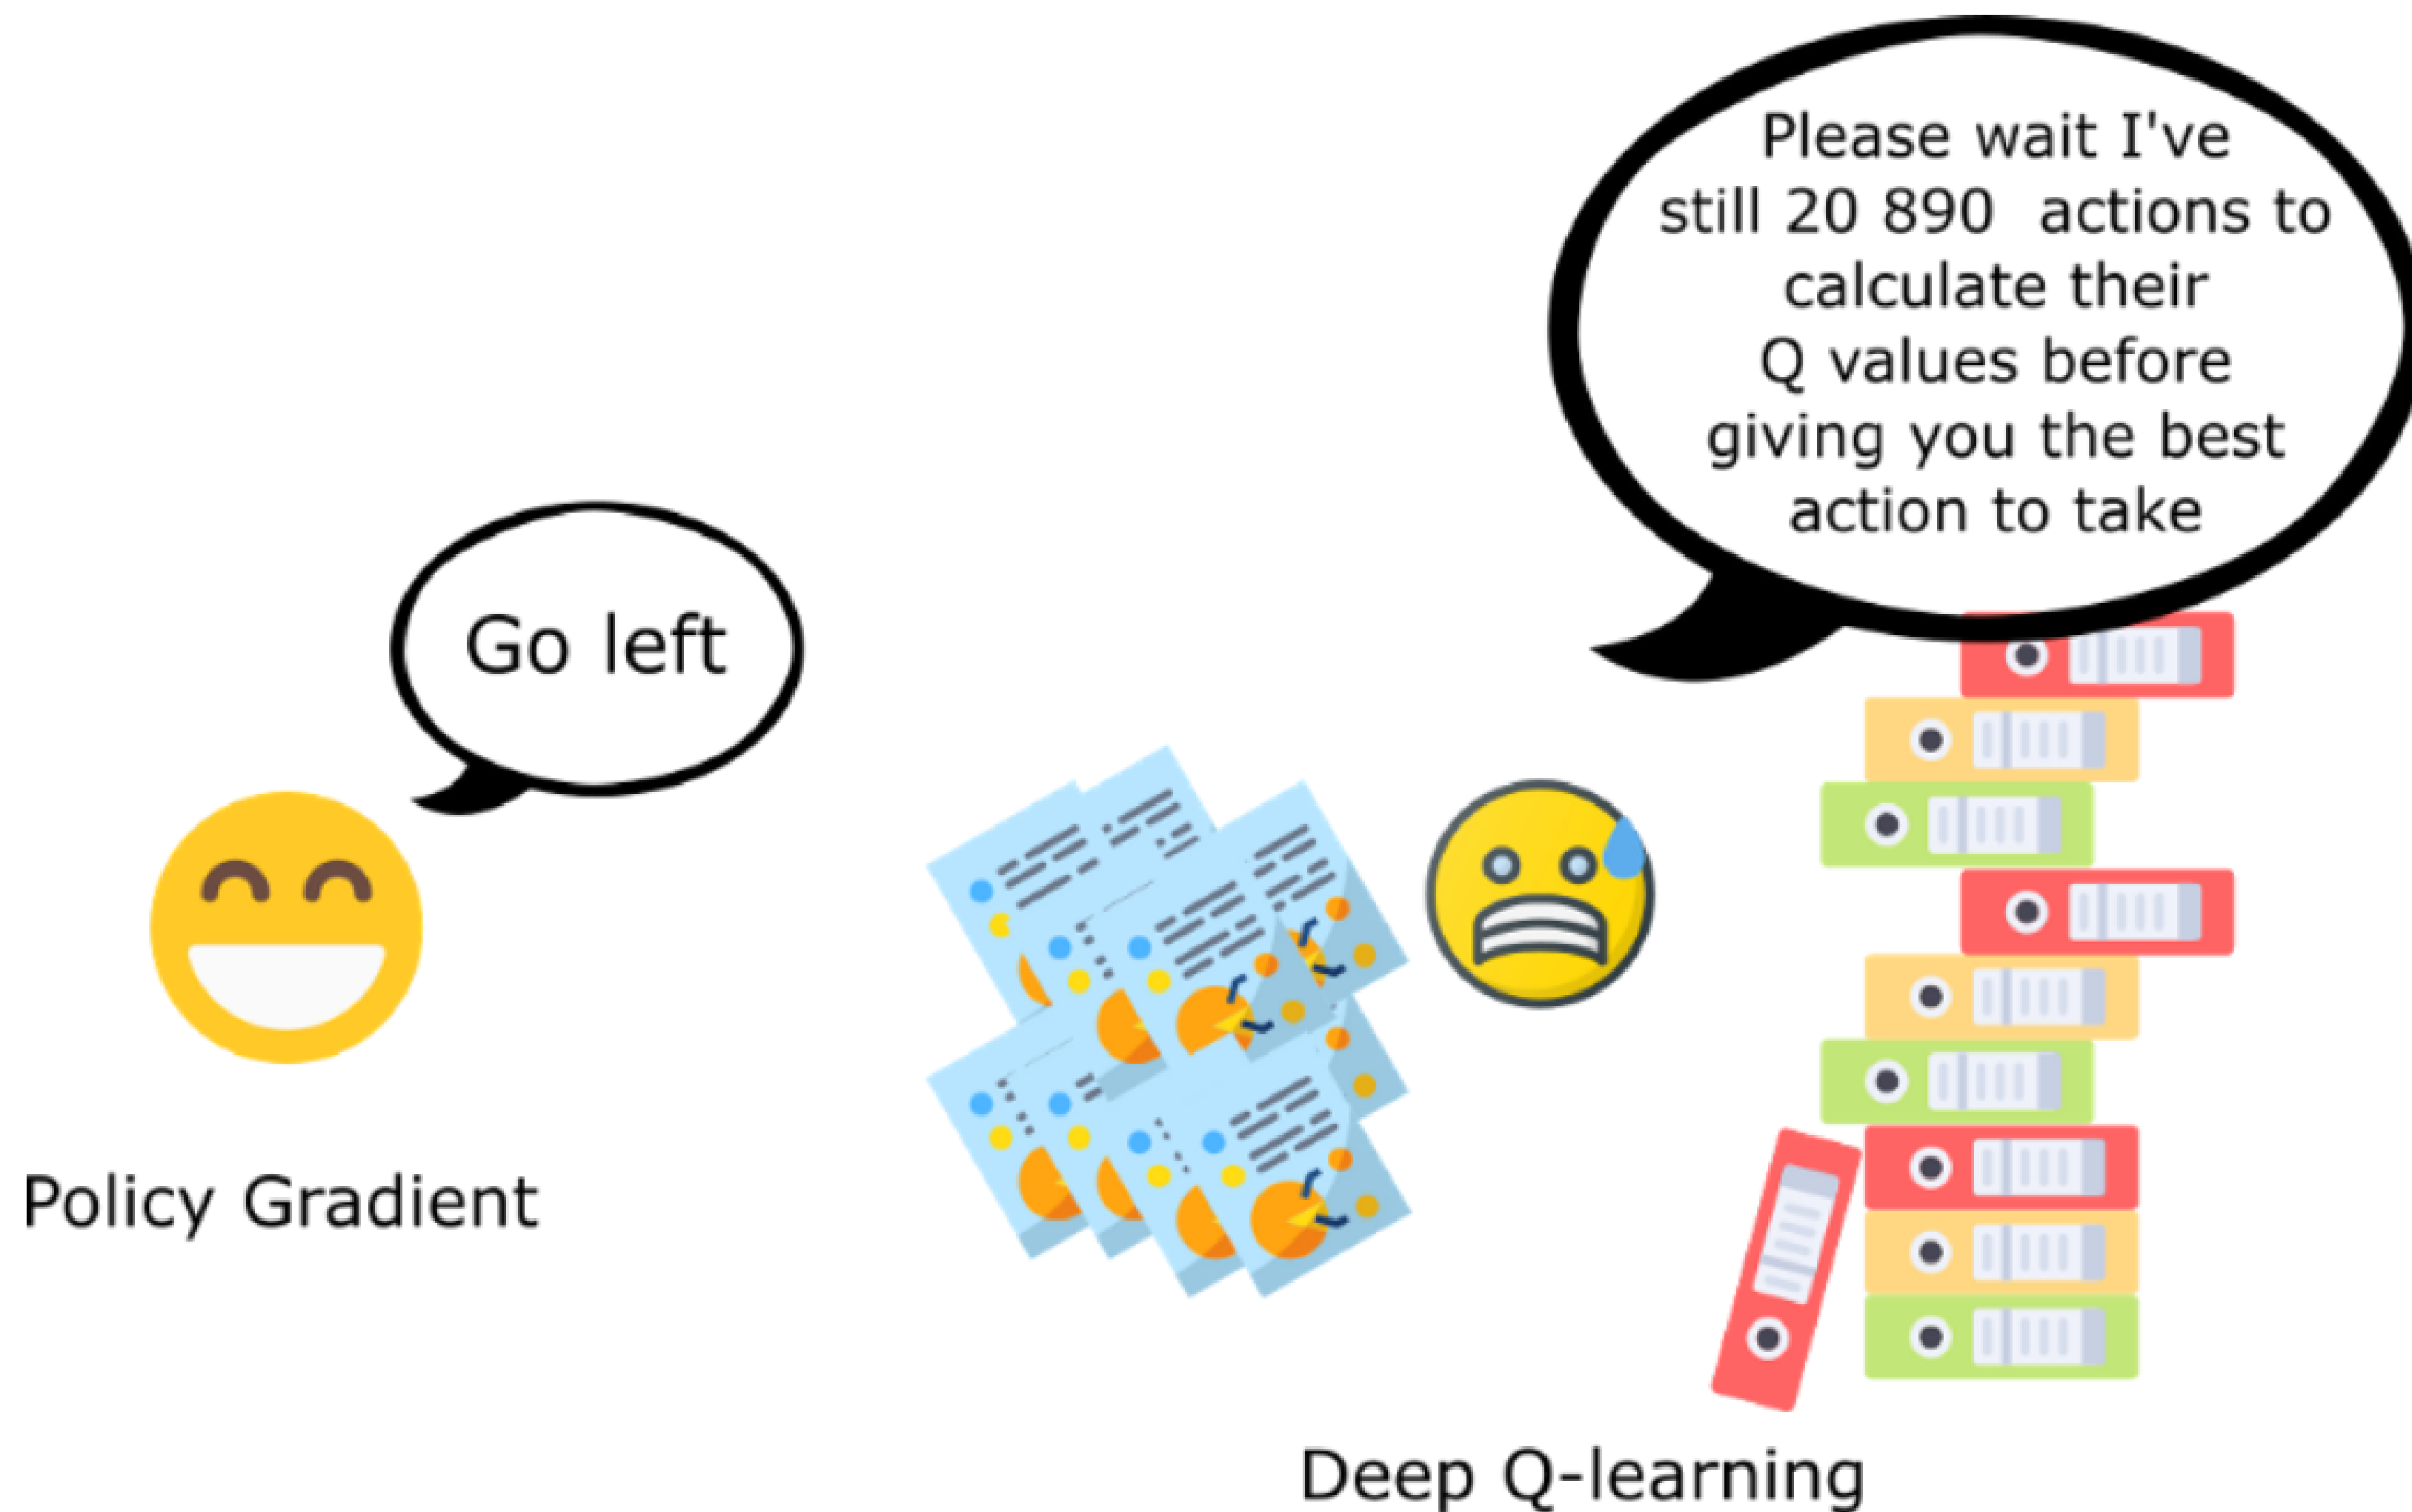 Please wait I've
still 20 890 actions to
calculate their
Q values before
giving you the best
action to take
Go left
Policy Gradient
Deep Q-learning